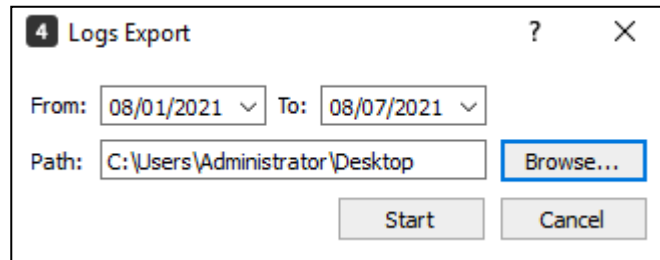 4 Logs Export ?
From: 08/01/2021 To: 08/07/2021
Path: C:\Users\Administrator\Desktop Browse...
Start Cancel